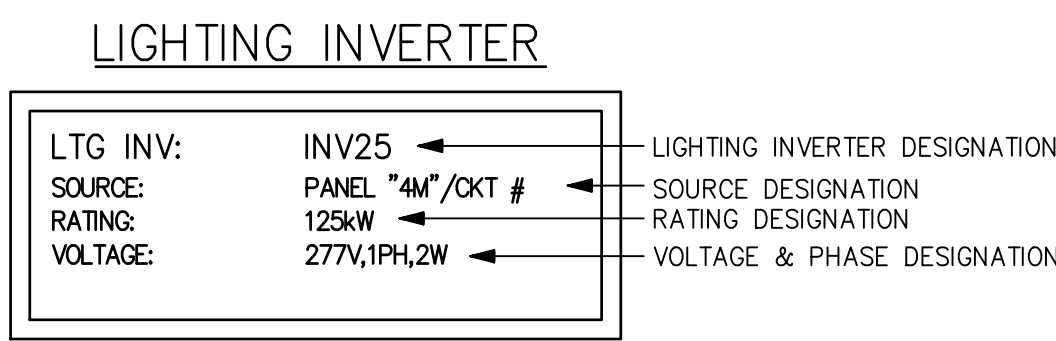 LIGHTING INVERTER
LTG INV: INV25 LIGHTING INVERTER DESIGNATION
SOURCE: PANEL "4M"/CKT # SOURCE DESIGNATION
RATING: 125kW RATING DESIGNATION
VOLTAGE: 277V,1PH,2W VOLTAGE & PHASE DESIGNATION